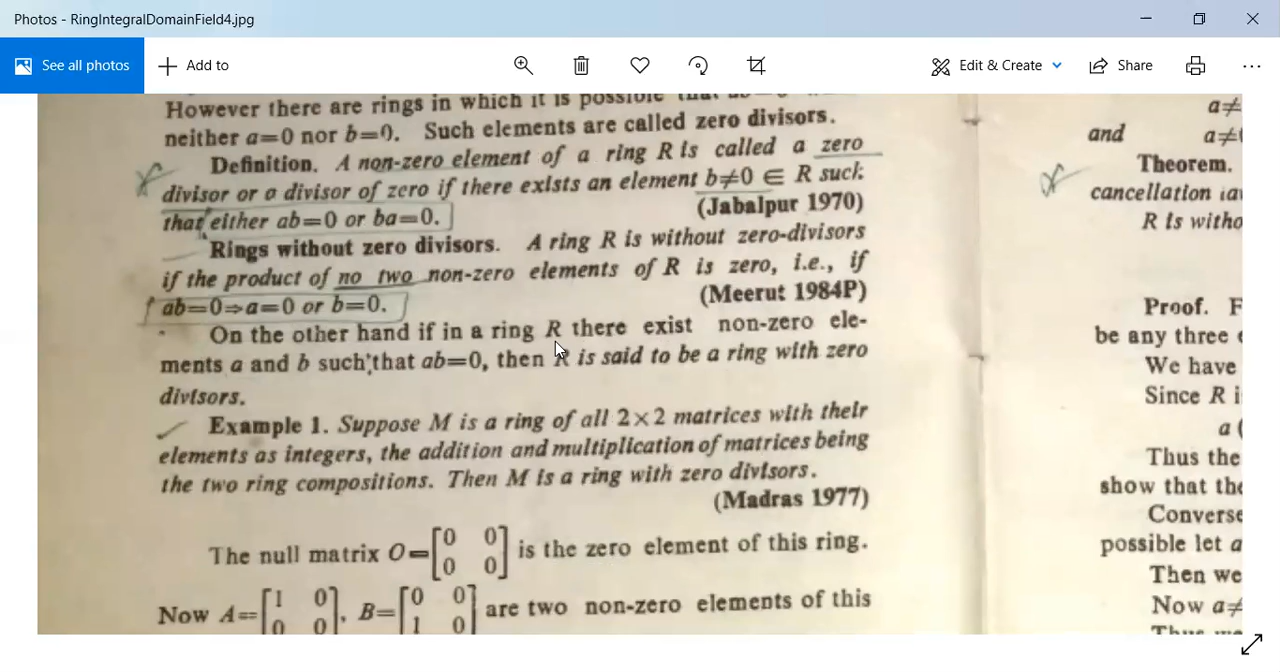 Photos - RingIntegralDomainField4.jpg
See all photos
Add to
Edit & Create
Share
However there are rings in which it is possible that
neither a=0 nor b=0. Such elements are called zero divisors.
Definition. A non-zero element of a ring R is called a zero
divisor or a divisor of zero if there exists an element b≠0 ∈ R such
that either ab=0 or ba=0. (Jabalpur 1970)
Rings without zero divisors. A ring R is without zero-divisors
if the product of no two non-zero elements of R is zero, i.e., if
ab=0⇒a=0 or b=0. (Meerut 1984P)
On the other hand if in a ring R there exist non-zero ele-
ments a and b such that ab=0, then R is said to be a ring with zero
divisors.
Example 1. Suppose M is a ring of all 2×2 matrices with their
elements as integers, the addition and multiplication of matrices being
the two ring compositions. Then M is a ring with zero divisors.
(Madras 1977)
The null matrix O=[0 0 0 0] is the zero element of this ring.
Now A=[1 0 0 0], B=[0 0 1 0] are two non-zero elements of this
a≠
and a≠
Theorem.
cancellation
R is witho
Proof. F
be any three
We have
Since R i
a (
Thus the
show that the
Converse
possible let a
Then we
Now a≠